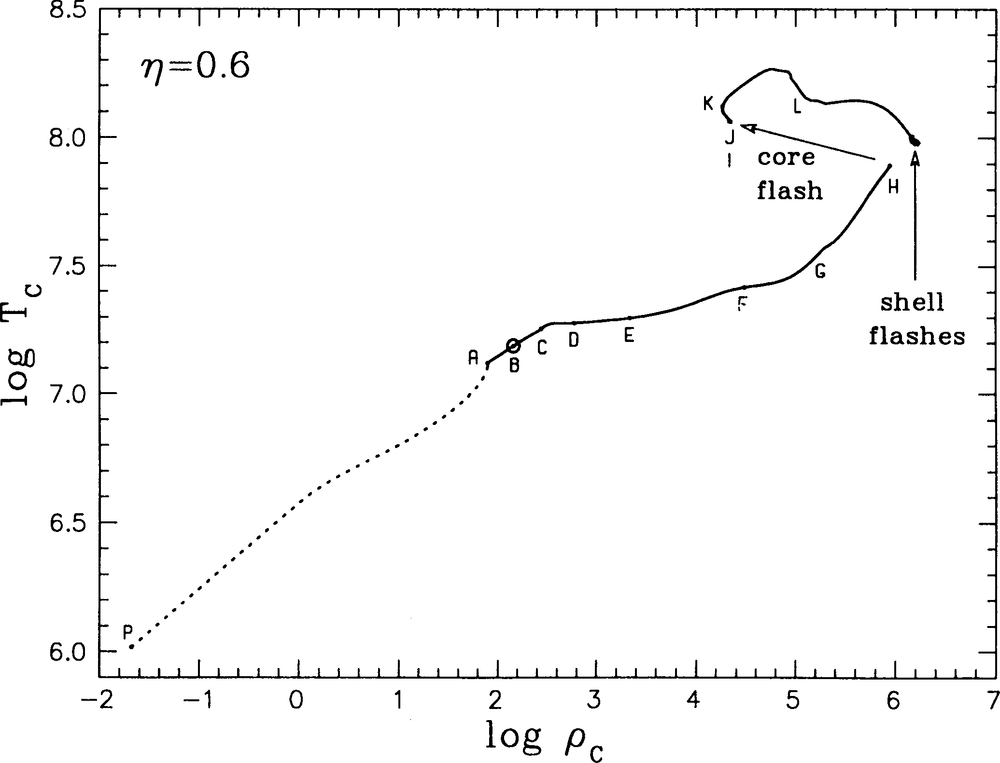 8.5
η=0.6
K
L
8.0
J
core
I
flash
H
7.5
G
shell
F
flashes
E
D
C
A
B
7.0
6.5
P
6.0
log T_c
-2 -1 0 1 2 3 4 5 6 7
log ρ_c